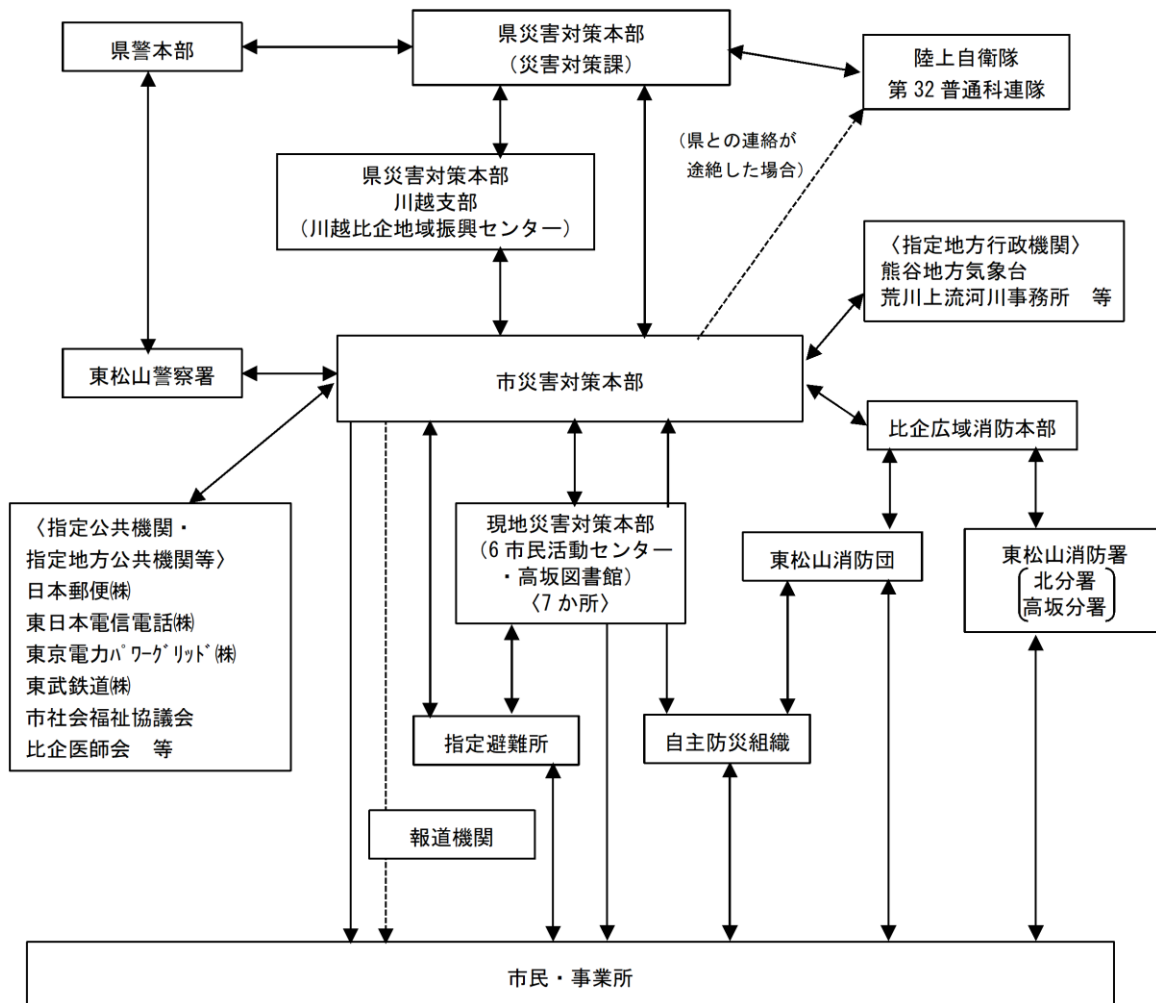 県警本部
県災害対策本部
（災害対策課）
陸上自衛隊
第 32 普通科連隊
（県との連絡が
途絶した場合）
県災害対策本部
川越支部
（川越比企地域振興センター）
〈指定地方行政機関〉
熊谷地方気象台
荒川上流河川事務所　等
東松山警察署
市災害対策本部
比企広域消防本部
〈指定公共機関・
指定地方公共機関等〉
日本郵便㈱
東日本電信電話㈱
東京電力ﾊﾟﾜｰｸﾞﾘｯﾄﾞ㈱
東武鉄道㈱
市社会福祉協議会
比企医師会　等
現地災害対策本部
（6 市民活動センター
・高坂図書館）
〈7 か所〉
東松山消防団
東松山消防署
北分署
高坂分署
指定避難所
自主防災組織
報道機関
市民・事業所